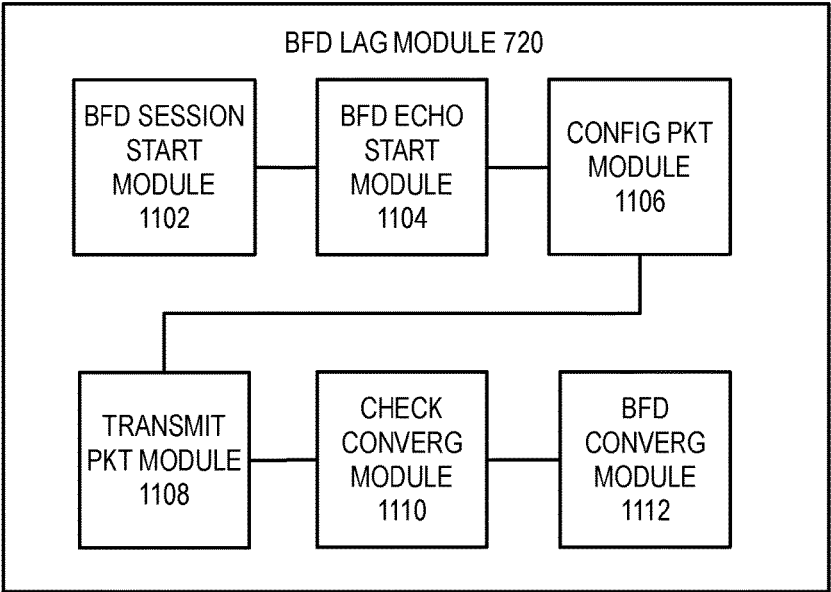 BFD LAG MODULE 720
BFD SESSION
START
MODULE
1102
BFD ECHO
START
MODULE
1104
CONFIG PKT
MODULE
1106
TRANSMIT
PKT MODULE
1108
CHECK
CONVERG
MODULE
1110
BFD
CONVERG
MODULE
1112